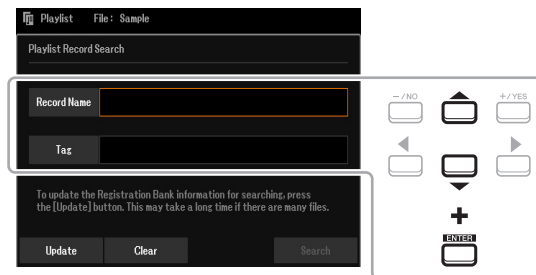 Playlist File: Sample
Playlist Record Search
Record Name
Tag
To update the Registration Bank information for searching, press
the [Update] button. This may take a long time if there are many files.
Update Clear Search
－/NO +/YES
ENTER